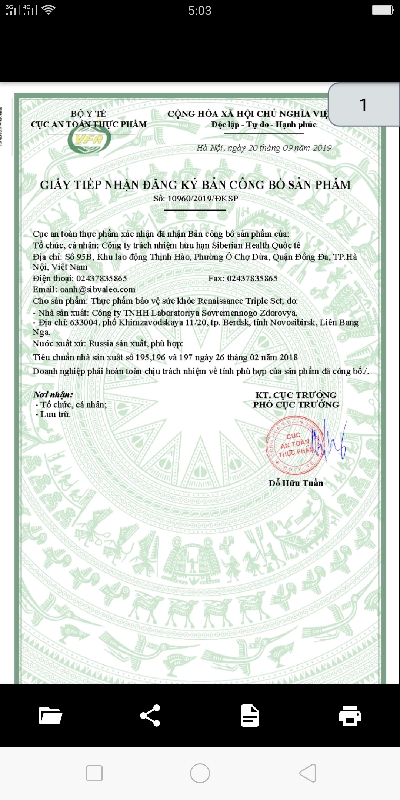 3G 4G
5:03
1
BỘ Y TẾ
CỤC AN TOÀN THỰC PHẨM
VFA
CỘNG HÒA XÃ HỘI CHỦ NGHĨA VIỆ
Độc lập - Tự do - Hạnh phúc
Hà Nội, ngày 20 tháng 09 năm 2019
GIẤY TIẾP NHẬN ĐĂNG KÝ BẢN CÔNG BỐ SẢN PHẨM
Số: 10960/2019/ĐKSP
Cục an toàn thực phẩm xác nhận đã nhận Bản công bố sản phẩm của:
Tổ chức, cá nhân: Công ty trách nhiệm hữu hạn Siberian Health Quốc tế
Địa chỉ: Số 95B, Khu lao động Thịnh Hào, Phường Ô Chợ Dừa, Quận Đống Đa, TP.Hà
Nội, Việt Nam
Điện thoại: 02437835865 Fax: 02437835865
Email: oanh@sibvaleo.com
Cho sản phẩm: Thực phẩm bảo vệ sức khỏe Renaissance Triple Set; do:
- Nhà sản xuất: Công ty TNHH Laboratoriya Sovremennogo Zdorovya.
- Địa chỉ: 633004, phố Khimzavodskaya 11/20, tp. Berdsk, tỉnh Novosibirsk, Liên Bang
Nga.
Nước xuất xứ: Russia sản xuất, phù hợp:
Tiêu chuẩn nhà sản xuất số 195,196 và 197 ngày 26 tháng 02 năm 2018
Doanh nghiệp phải hoàn toàn chịu trách nhiệm về tính phù hợp của sản phẩm đã công bố./.
Nơi nhận:
- Tổ chức, cá nhân;
- Lưu trữ.
KT. CỤC TRƯỞNG
PHÓ CỤC TRƯỞNG
CỤC
AN TOÀN
THỰC PHẨM
Đỗ Hữu Tuấn